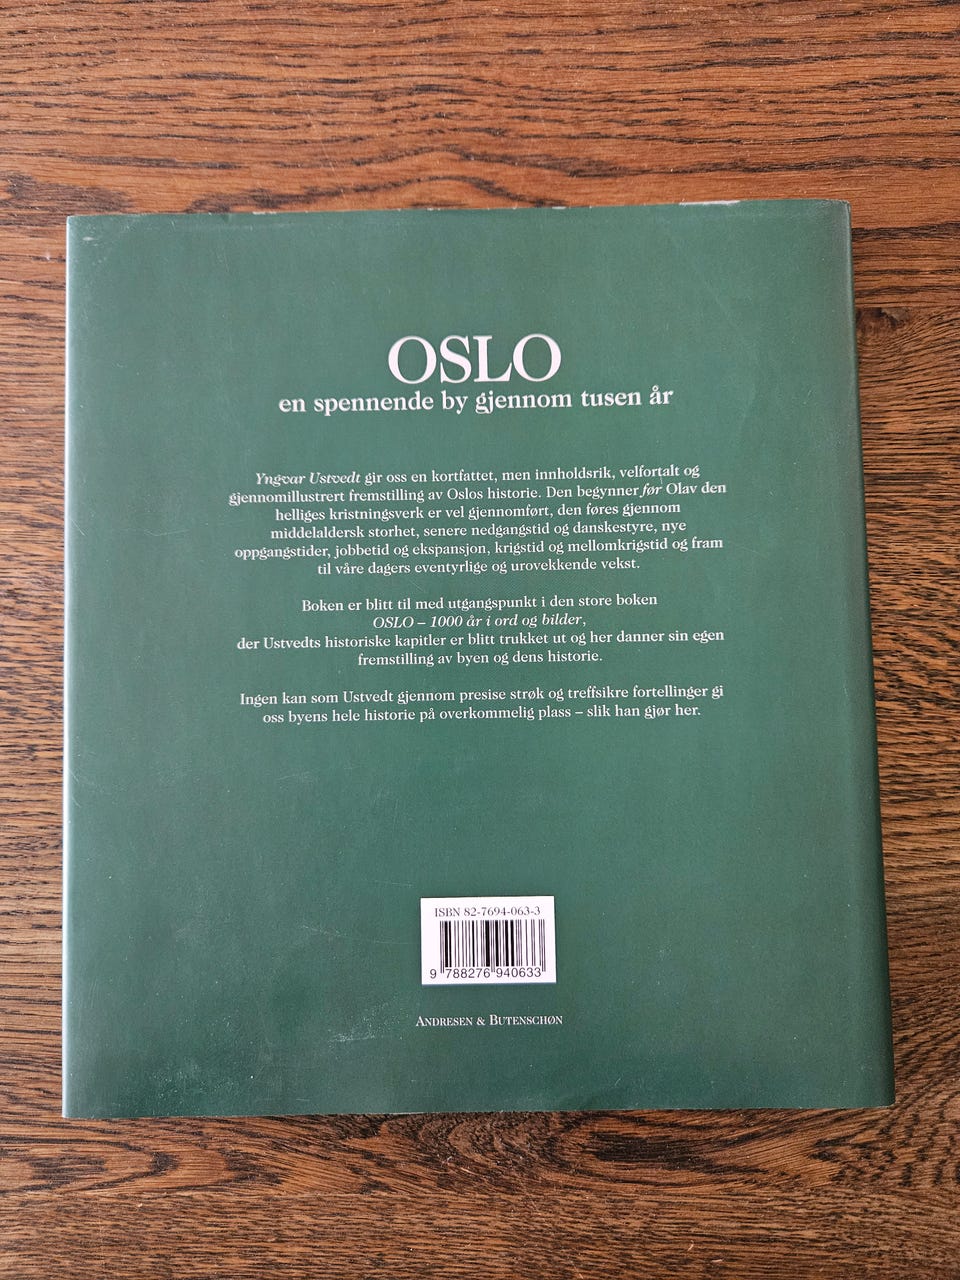 OSLO
en spennende by gjennom tusen år
Yngvar Ustvedt gir oss en kortfattet, men innholdsrik, velfortalt og
gjennomillustrert fremstilling av Oslos historie. Den begynner før Olav den
helliges kristningsverk er vel gjennomført, den føres gjennom
middelaldersk storhet, senere nedgangstid og danskestyre, nye
oppgangstider, jobbetid og ekspansjon, krigstid og mellomkrigstid og fram
til våre dagers eventyrlige og urovekkende vekst.
Boken er blitt til med utgangspunkt i den store boken
OSLO – 1000 år i ord og bilder,
der Ustvedts historiske kapitler er blitt trukket ut og her danner sin egen
fremstilling av byen og dens historie.
Ingen kan som Ustvedt gjennom presise strøk og treffsikre fortellinger gi
oss byens hele historie på overkommelig plass – slik han gjør her.
ISBN 82-7694-063-3
9 788276 940633
ANDRESEN & BUTENSCHØN